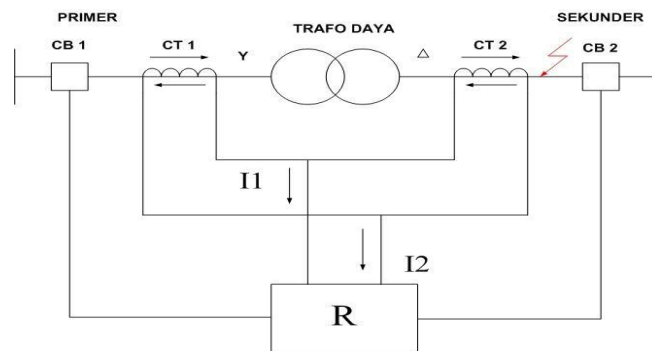 PRIMER
SEKUNDER
TRAFO DAYA
CB 1
CT 1
Y
△
CT 2
CB 2
I1
I2
R